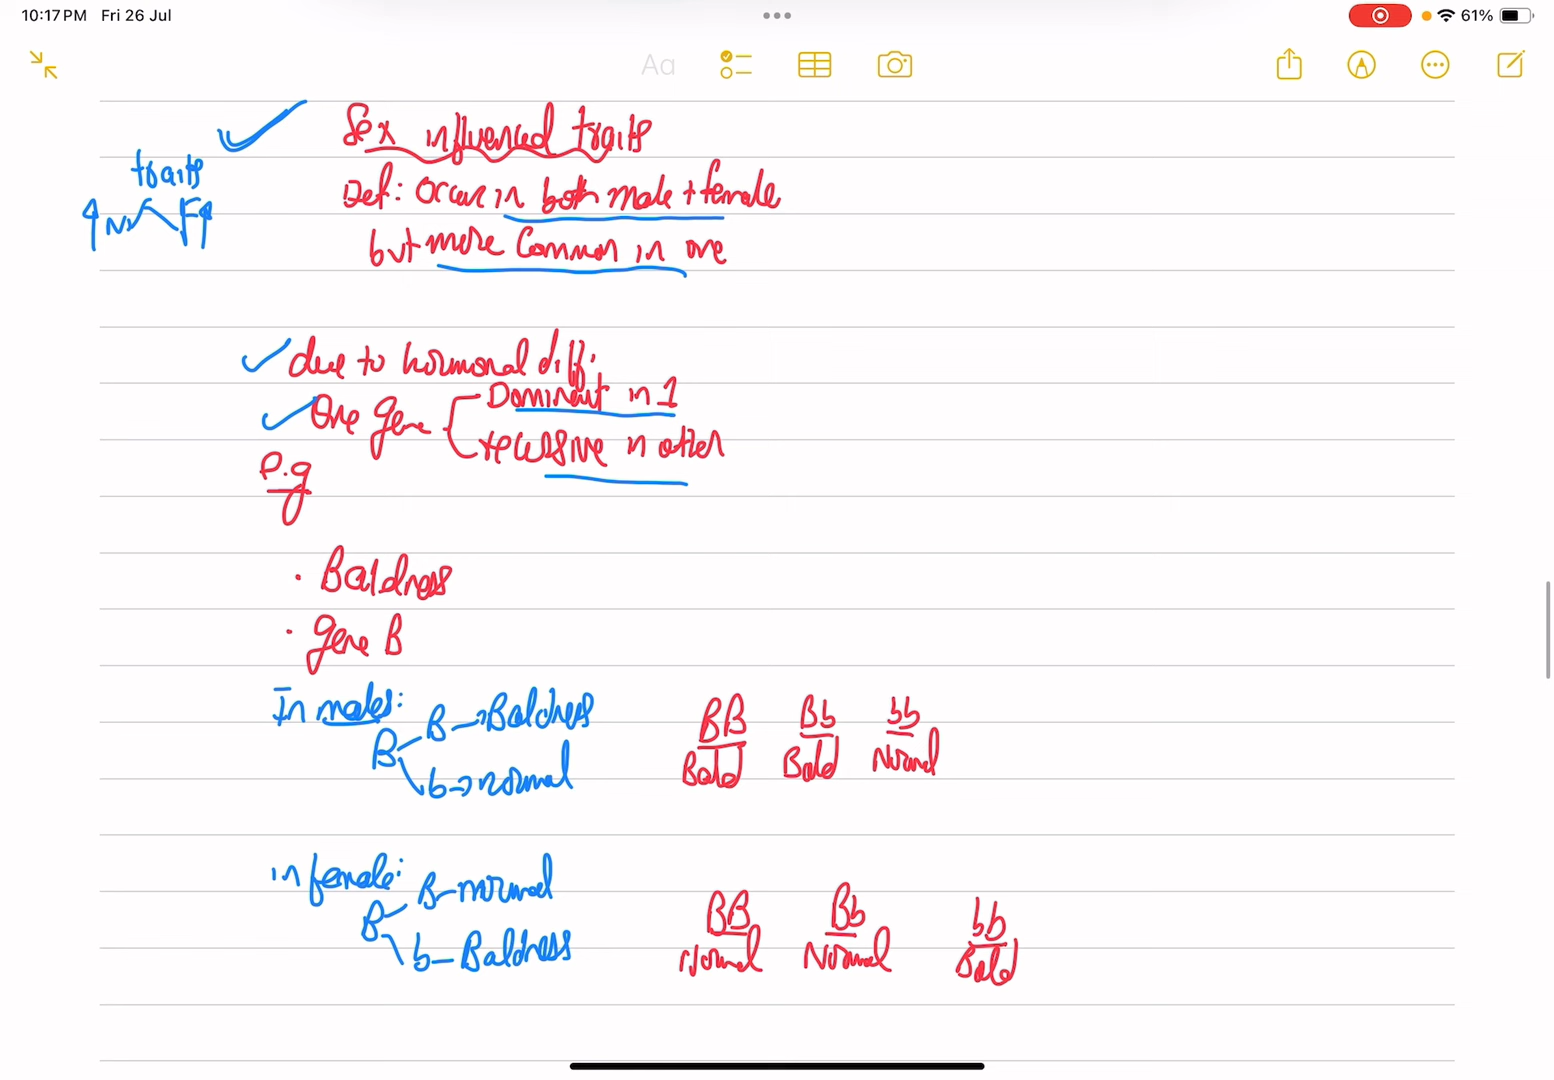 10:17 PM Fri 26 Jul
61%
Aa
Sex influenced traits
traits
Def: Occur in both male + female
but more Common in one
due to hormonal diff.
One gene
Dominant in 1
recessive in other
e.g
• Baldness
• gene B
In males:
B
B → Baldness
b → normal
BB Bb bb
Bald Bald Normal
in female:
B
B – normal
b – Baldness
BB Bb bb
Normal Normal Bald